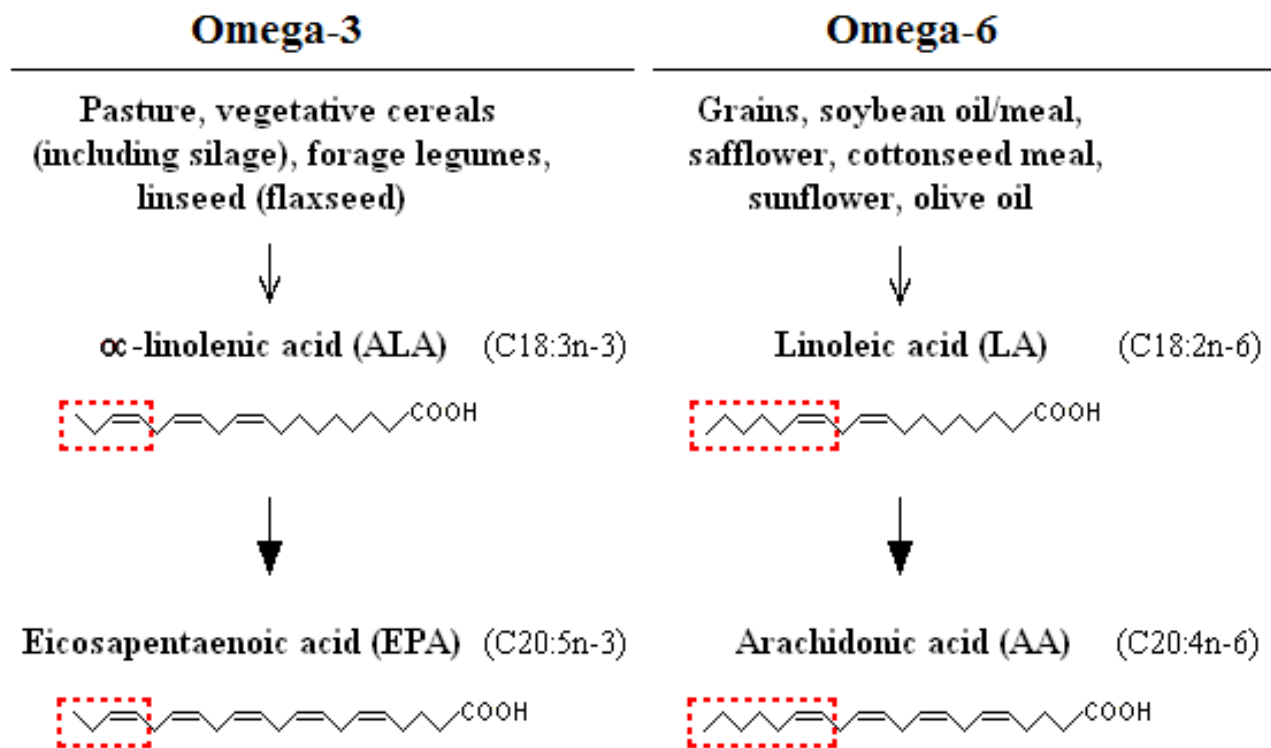 Omega-3
Pasture, vegetative cereals
(including silage), forage legumes,
linseed (flaxseed)
α-linolenic acid (ALA) (C18:3n-3)
COOH
Eicosapentaenoic acid (EPA) (C20:5n-3)
COOH
Omega-6
Grains, soybean oil/meal,
safflower, cottonseed meal,
sunflower, olive oil
Linoleic acid (LA) (C18:2n-6)
COOH
Arachidonic acid (AA) (C20:4n-6)
COOH